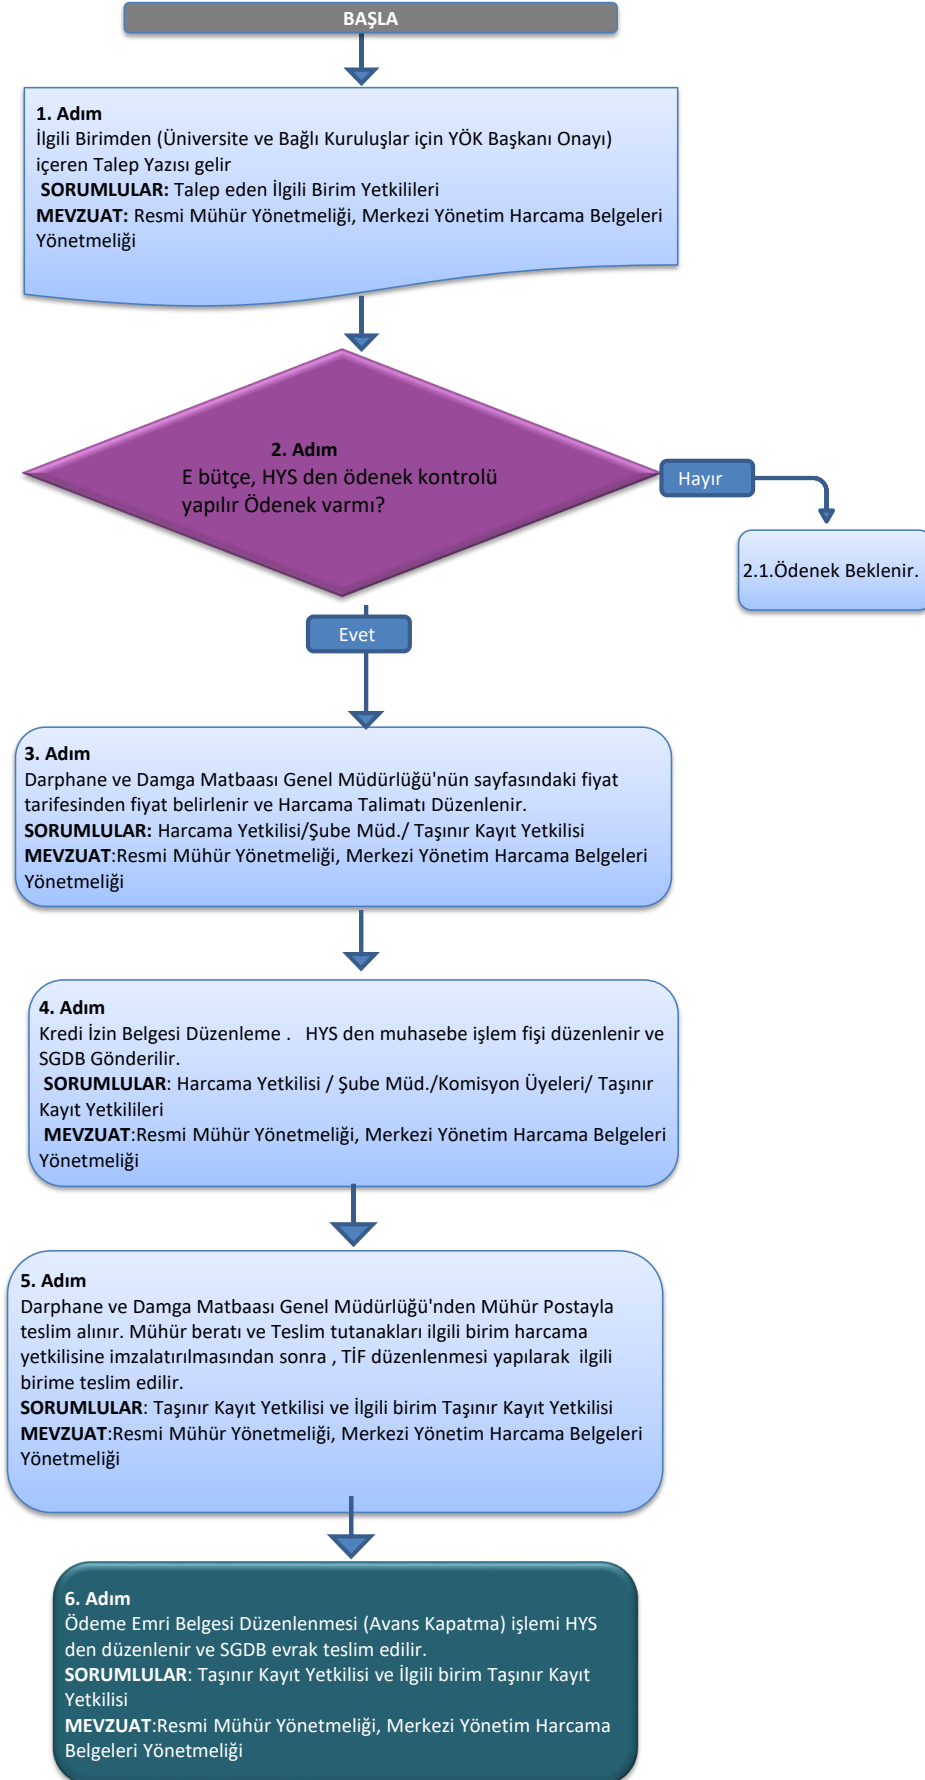 BAŞLA
1. Adım
İlgili Birimden (Üniversite ve Bağlı Kuruluşlar için YÖK Başkanı Onayı)
içeren Talep Yazısı gelir
SORUMLULAR: Talep eden İlgili Birim Yetkilileri
MEVZUAT: Resmi Mühür Yönetmeliği, Merkezi Yönetim Harcama Belgeleri
Yönetmeliği
2. Adım
E bütçe, HYS den ödenek kontrolü
yapılır Ödenek varmı?
Hayır
2.1.Ödenek Beklenir.
Evet
3. Adım
Darphane ve Damga Matbaası Genel Müdürlüğü'nün sayfasındaki fiyat
tarifesinden fiyat belirlenir ve Harcama Talimatı Düzenlenir.
SORUMLULAR: Harcama Yetkilisi/Şube Müd./ Taşınır Kayıt Yetkilisi
MEVZUAT:Resmi Mühür Yönetmeliği, Merkezi Yönetim Harcama Belgeleri
Yönetmeliği
4. Adım
Kredi İzin Belgesi Düzenleme .   HYS den muhasebe işlem fişi düzenlenir ve
SGDB Gönderilir.
SORUMLULAR: Harcama Yetkilisi / Şube Müd./Komisyon Üyeleri/ Taşınır
Kayıt Yetkilileri
MEVZUAT:Resmi Mühür Yönetmeliği, Merkezi Yönetim Harcama Belgeleri
Yönetmeliği
5. Adım
Darphane ve Damga Matbaası Genel Müdürlüğü'nden Mühür Postayla
teslim alınır. Mühür beratı ve Teslim tutanakları ilgili birim harcama
yetkilisine imzalatırılmasından sonra , TİF düzenlenmesi yapılarak  ilgili
birime teslim edilir.
SORUMLULAR: Taşınır Kayıt Yetkilisi ve İlgili birim Taşınır Kayıt Yetkilisi
MEVZUAT:Resmi Mühür Yönetmeliği, Merkezi Yönetim Harcama Belgeleri
Yönetmeliği
6. Adım
Ödeme Emri Belgesi Düzenlenmesi (Avans Kapatma) işlemi HYS
den düzenlenir ve SGDB evrak teslim edilir.
SORUMLULAR: Taşınır Kayıt Yetkilisi ve İlgili birim Taşınır Kayıt
Yetkilisi
MEVZUAT:Resmi Mühür Yönetmeliği, Merkezi Yönetim Harcama
Belgeleri Yönetmeliği